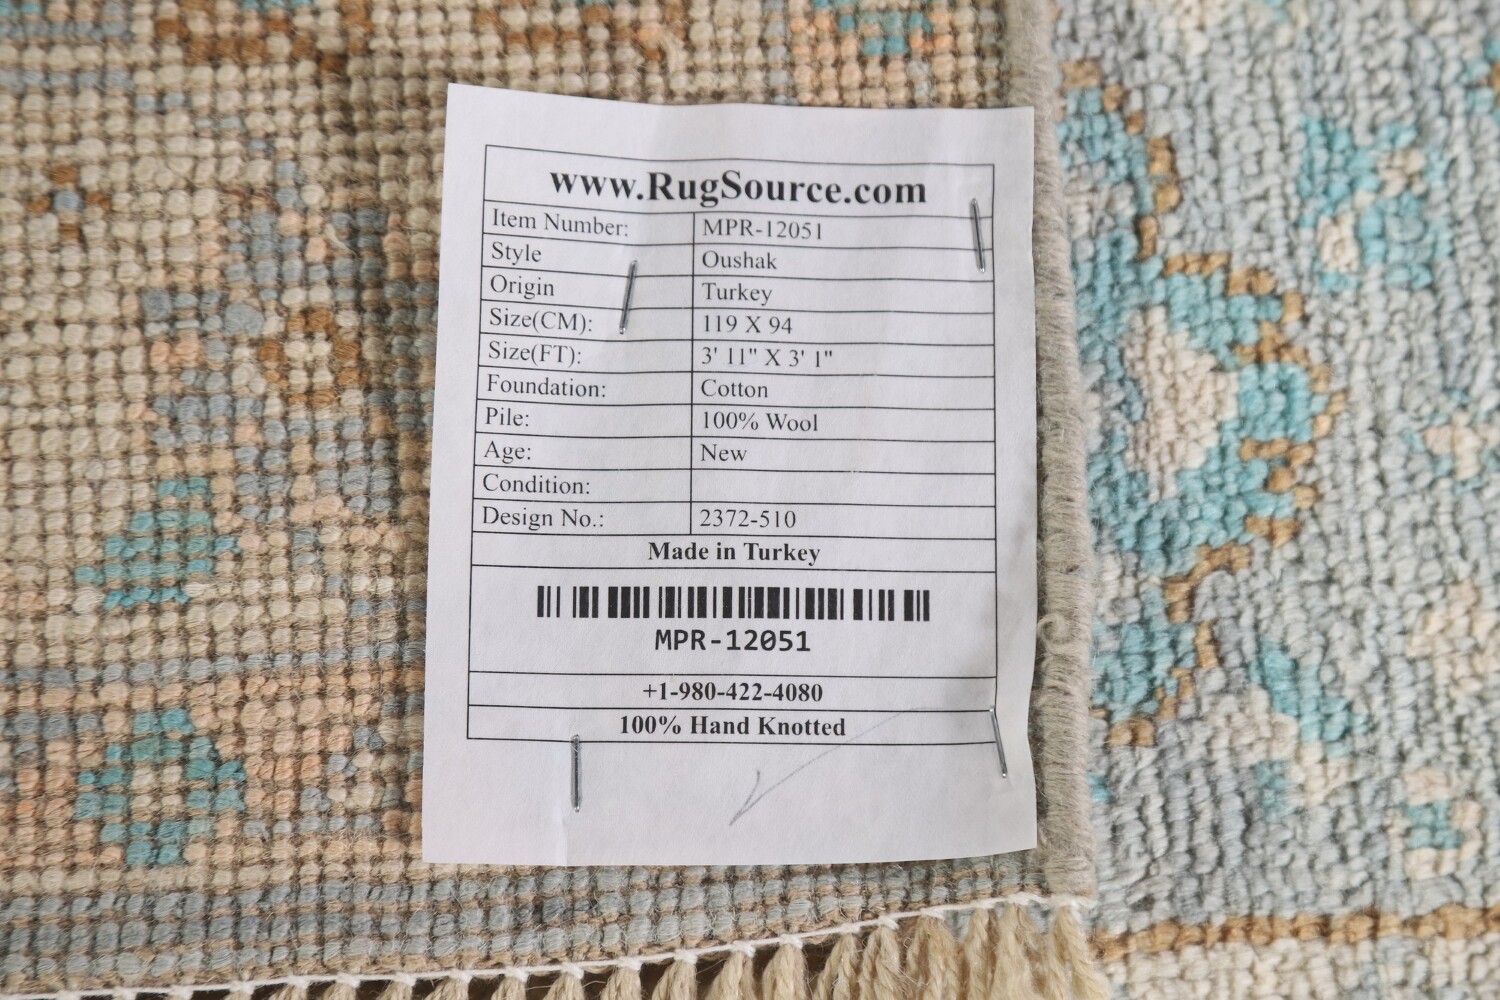 www.RugSource.com
Item Number: MPR-12051
Style Oushak
Origin Turkey
Size(CM): 119 X 94
Size(FT): 3' 11" X 3' 1"
Foundation: Cotton
Pile: 100% Wool
Age: New
Condition:
Design No.: 2372-510
Made in Turkey
MPR-12051
+1-980-422-4080
100% Hand Knotted